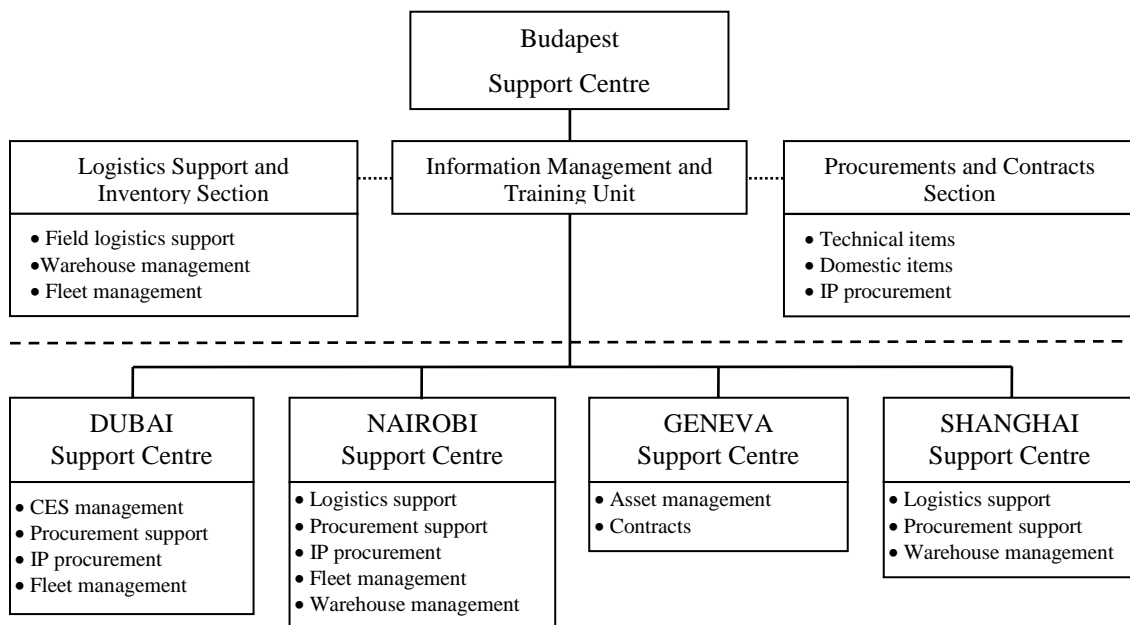 Budapest
Support Centre
Logistics Support and
Inventory Section
• Field logistics support
•Warehouse management
• Fleet management
Information Management and
Training Unit
Procurements and Contracts
Section
• Technical items
• Domestic items
• IP procurement
DUBAI
Support Centre
• CES management
• Procurement support
• IP procurement
• Fleet management
NAIROBI
Support Centre
• Logistics support
• Procurement support
• IP procurement
• Fleet management
• Warehouse management
GENEVA
Support Centre
• Asset management
• Contracts
SHANGHAI
Support Centre
• Logistics support
• Procurement support
• Warehouse management